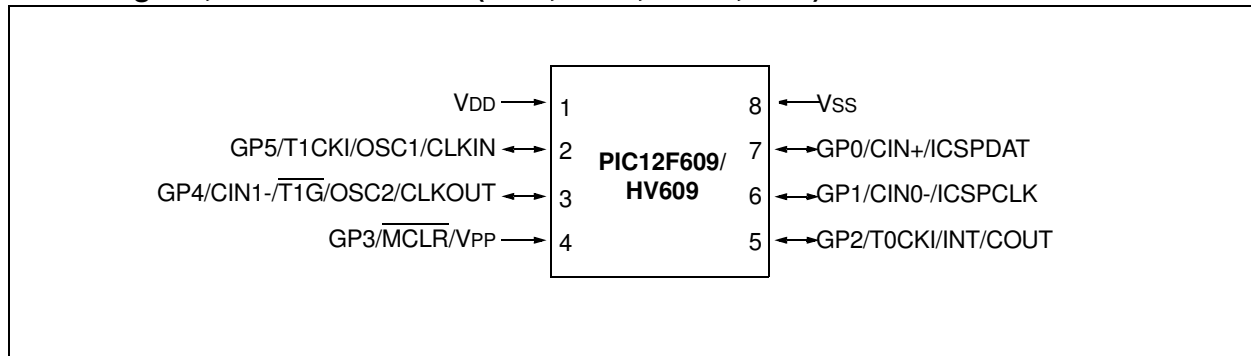 VDD 1 8 VSS
GP5/T1CKI/OSC1/CLKIN 2 7 GP0/CIN+/ICSPDAT
PIC12F609/
HV609
GP4/CIN1-/T1G/OSC2/CLKOUT 3 6 GP1/CIN0-/ICSPCLK
GP3/MCLR/VPP 4 5 GP2/T0CKI/INT/COUT